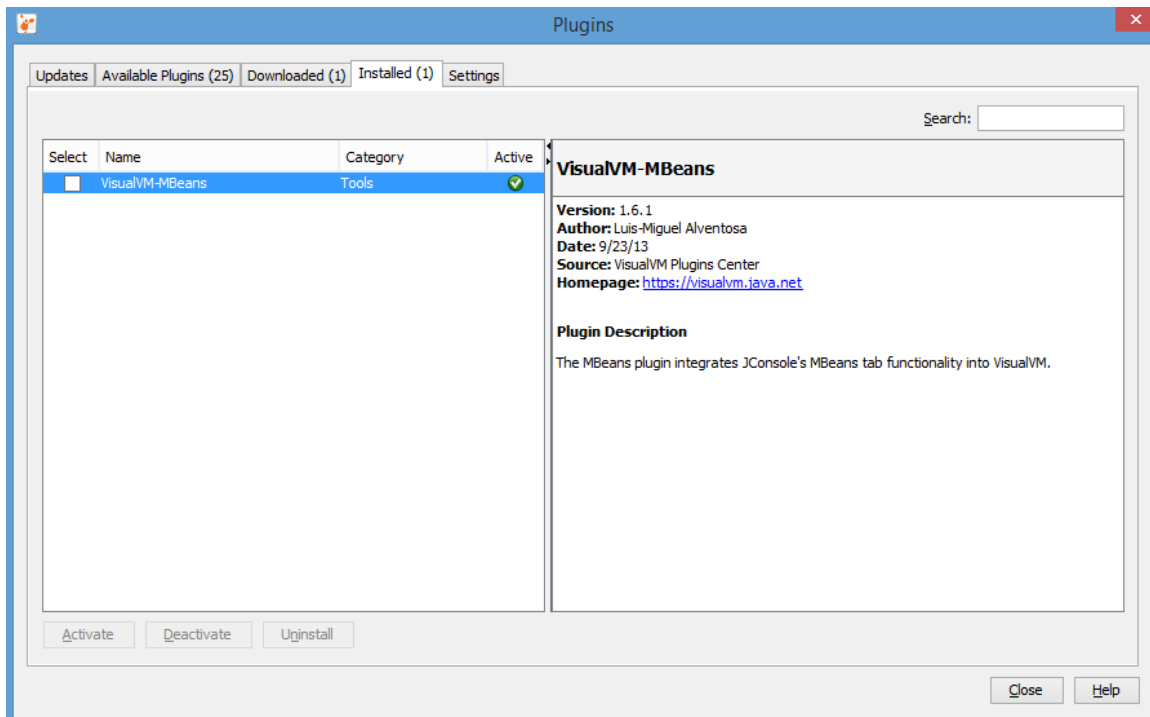 Plugins
Updates Available Plugins (25) Downloaded (1) Installed (1) Settings
Search:
Select Name Category Active
VisualVM-MBeans Tools
VisualVM-MBeans
Version: 1.6.1
Author: Luis-Miguel Alventosa
Date: 9/23/13
Source: VisualVM Plugins Center
Homepage: https://visualvm.java.net
Plugin Description
The MBeans plugin integrates JConsole's MBeans tab functionality into VisualVM.
Activate Deactivate Uninstall
Close Help